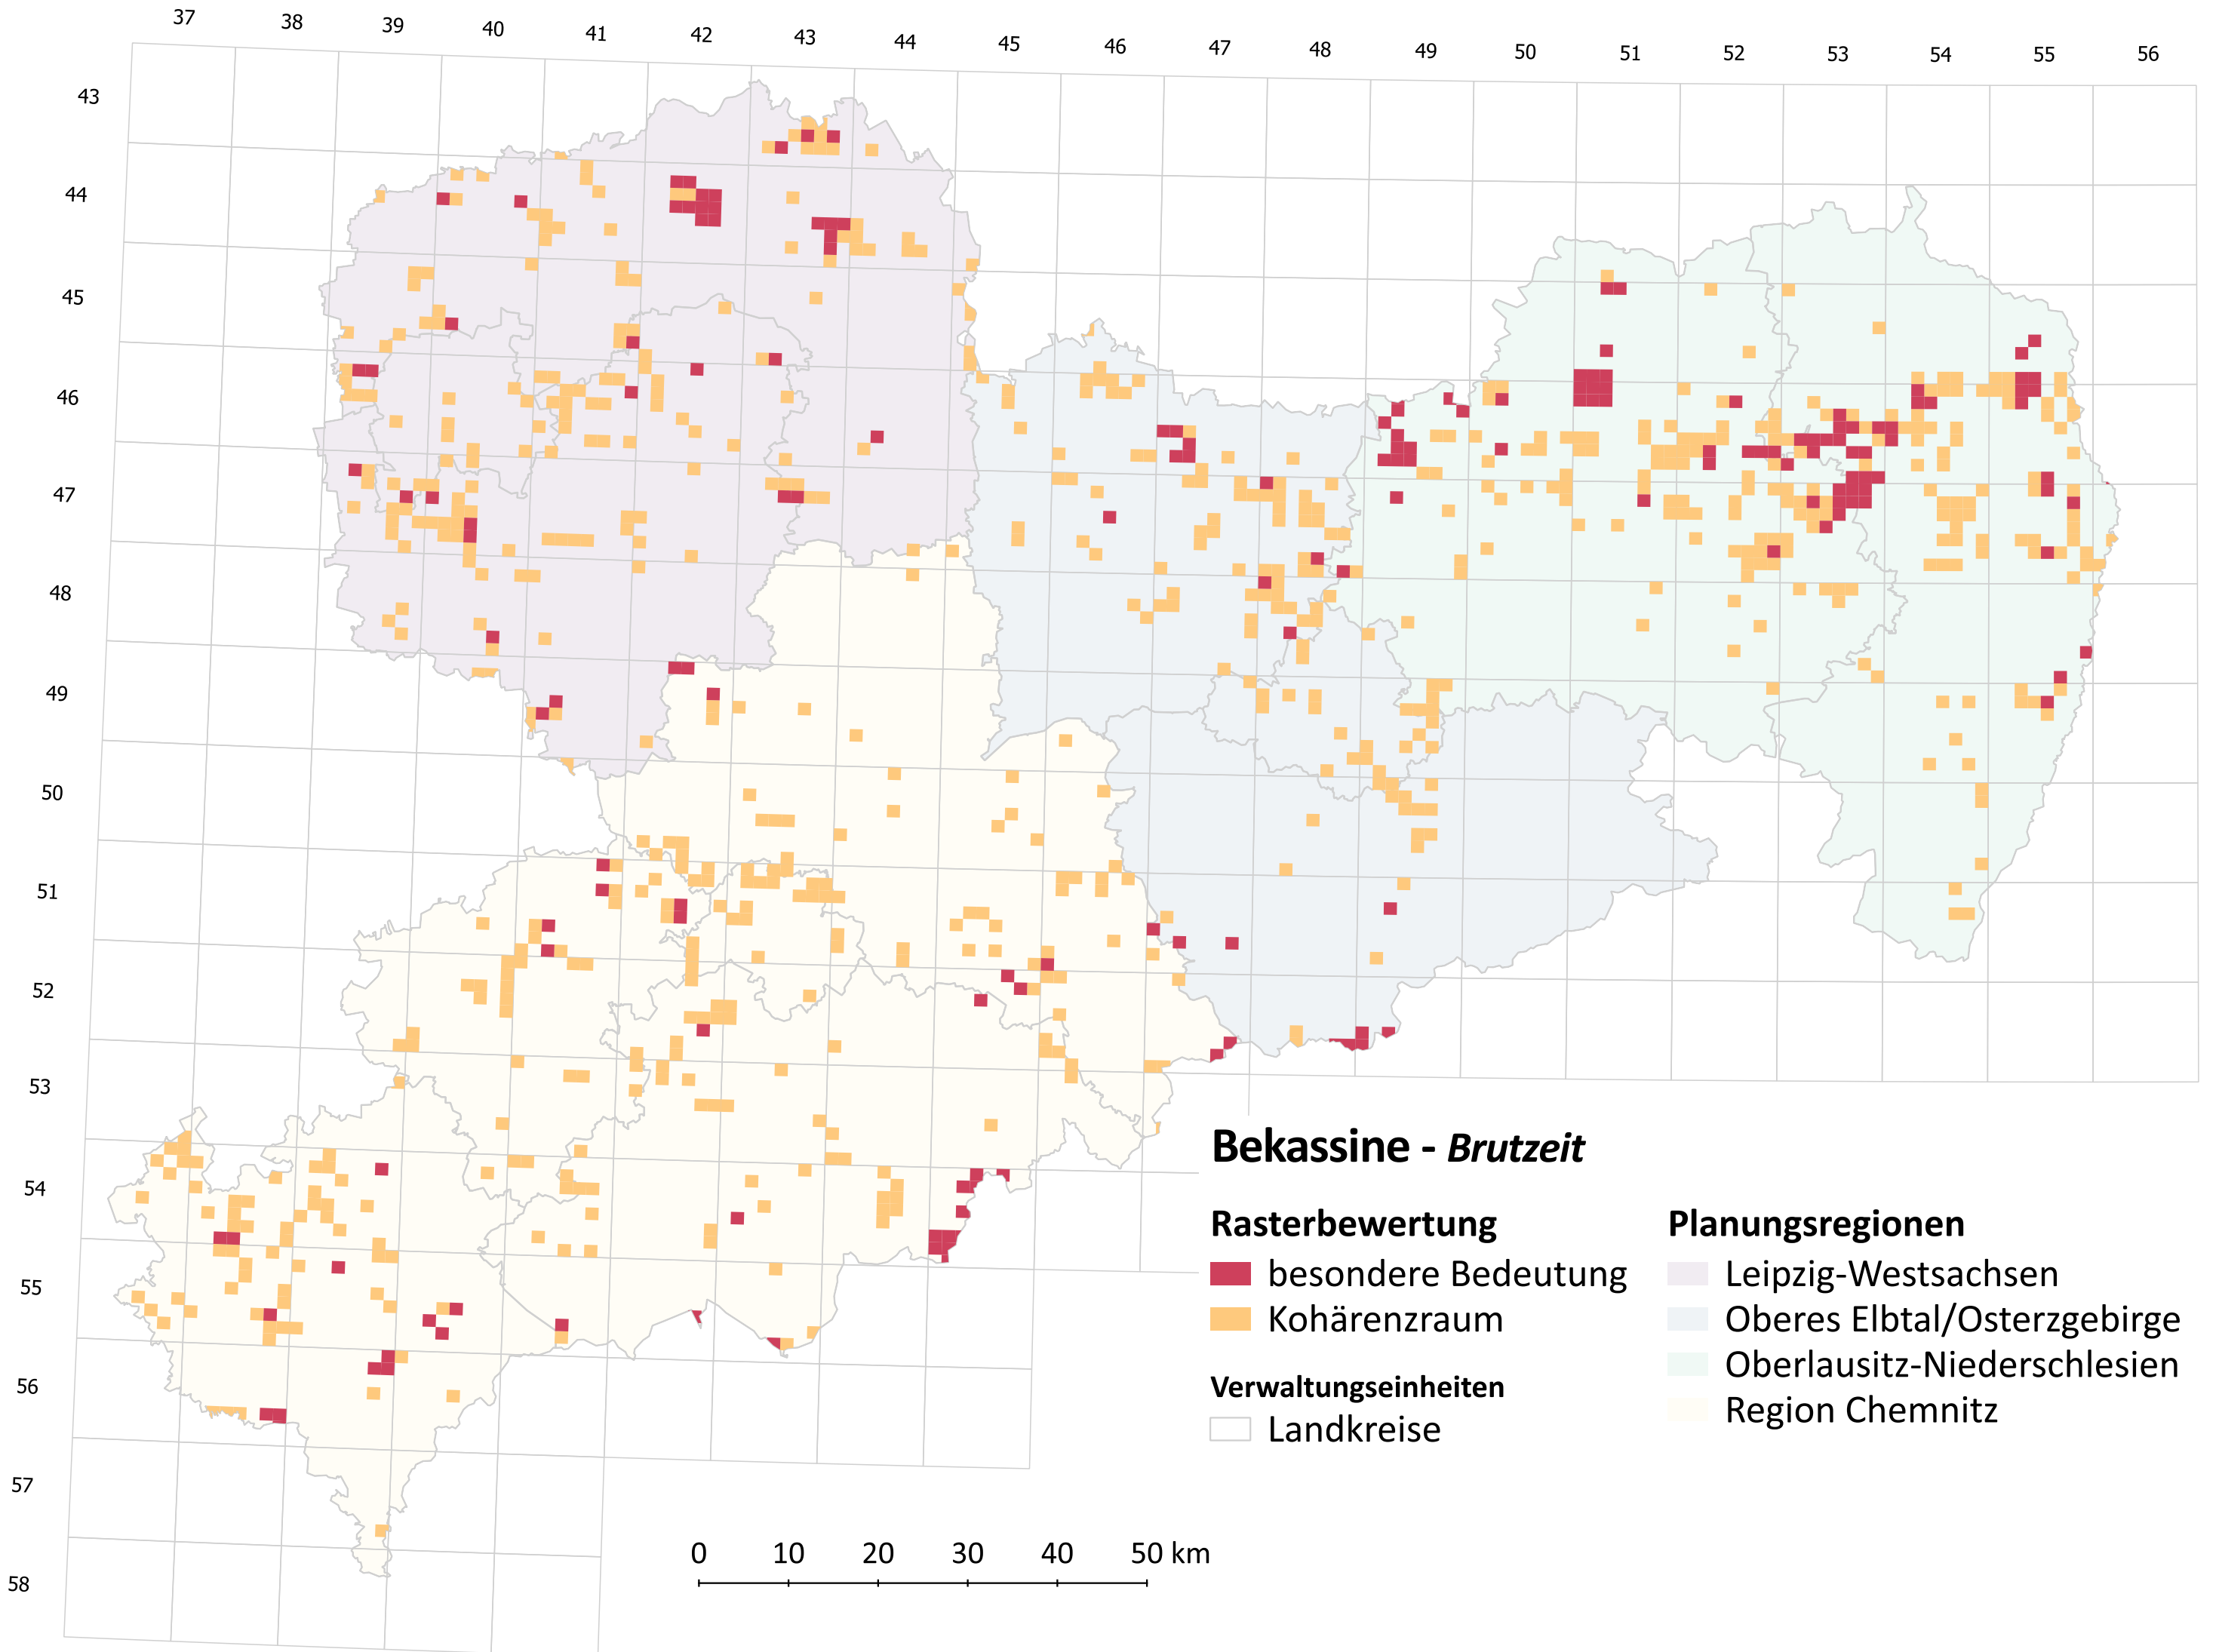 37 38 39 40 41 42 43 44 45 46 47 48 49 50 51 52 53 54 55 56
43
44
45
46
47
48
49
50
51
52
53
54
55
56
57
58
Bekassine - Brutzeit
Rasterbewertung
besondere Bedeutung
Kohärenzraum
Verwaltungseinheiten
Landkreise
Planungsregionen
Leipzig-Westsachsen
Oberes Elbtal/Osterzgebirge
Oberlausitz-Niederschlesien
Region Chemnitz
0 10 20 30 40 50 km